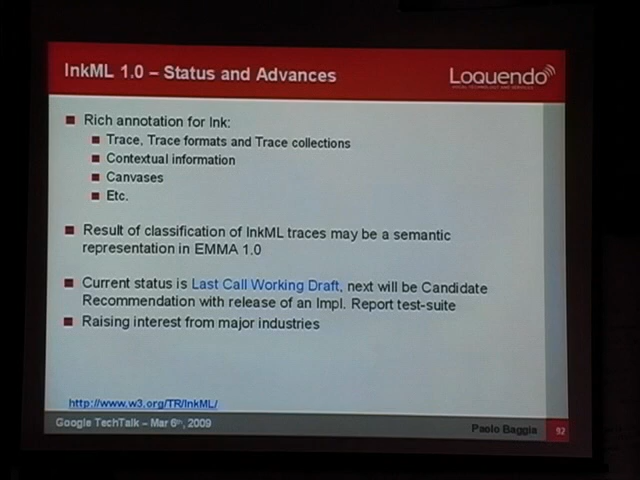 InkML 1.0 – Status and Advances
Loquendo
Rich annotation for Ink:
Trace, Trace formats and Trace collections
Contextual information
Canvases
Etc.
Result of classification of InkML traces may be a semantic
representation in EMMA 1.0
Current status is Last Call Working Draft, next will be Candidate
Recommendation with release of an Impl. Report test-suite
Raising interest from major industries
http://www.w3.org/TR/InkML/
Google TechTalk – Mar 6th, 2009
Paolo Baggia
92